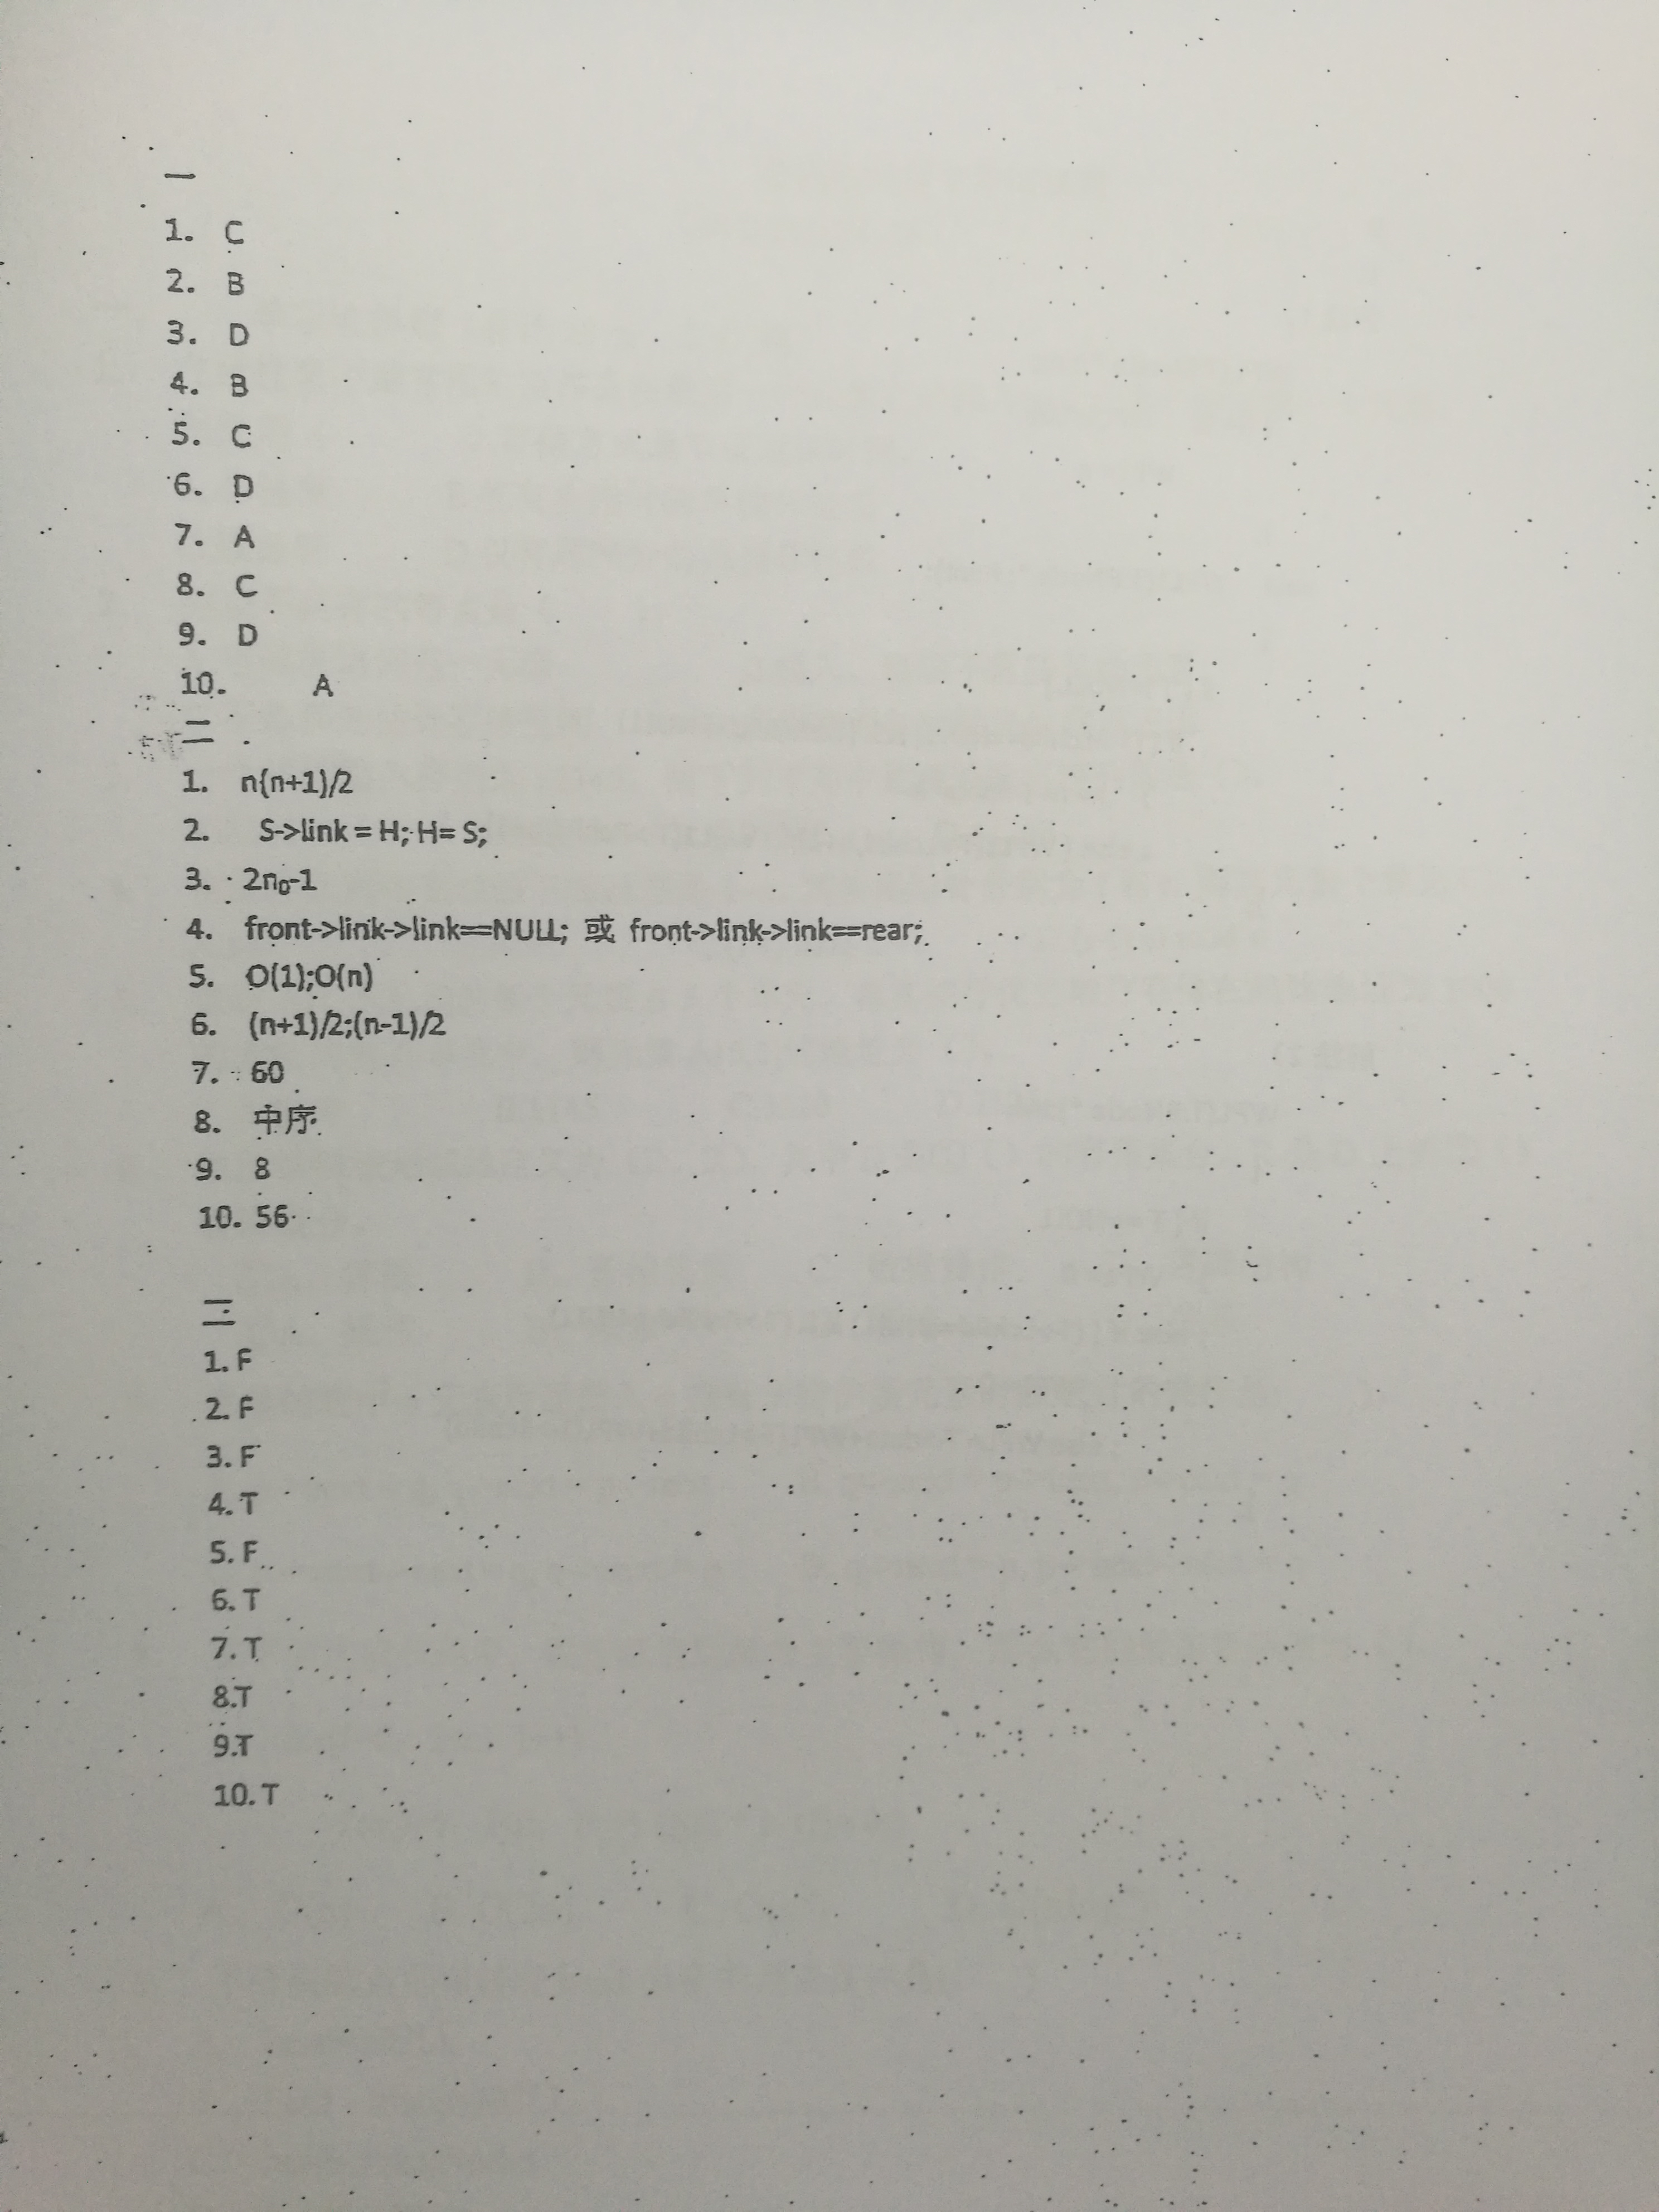 一
1. C
2. B
3. D
4. B
5. C
6. D
7. A
8. C
9. D
10. A
二
1. n(n+1)/2
2. S->link = H; H= S;
3. 2n₀-1
4. front->link->link==NULL; 或 front->link->link==rear;
5. O(1);O(n)
6. (n+1)/2;(n-1)/2
7. 60
8. 中序
9. 8
10. 56
三
1. F
2. F
3. F
4. T
5. F
6. T
7. T
8.T
9.T
10. T